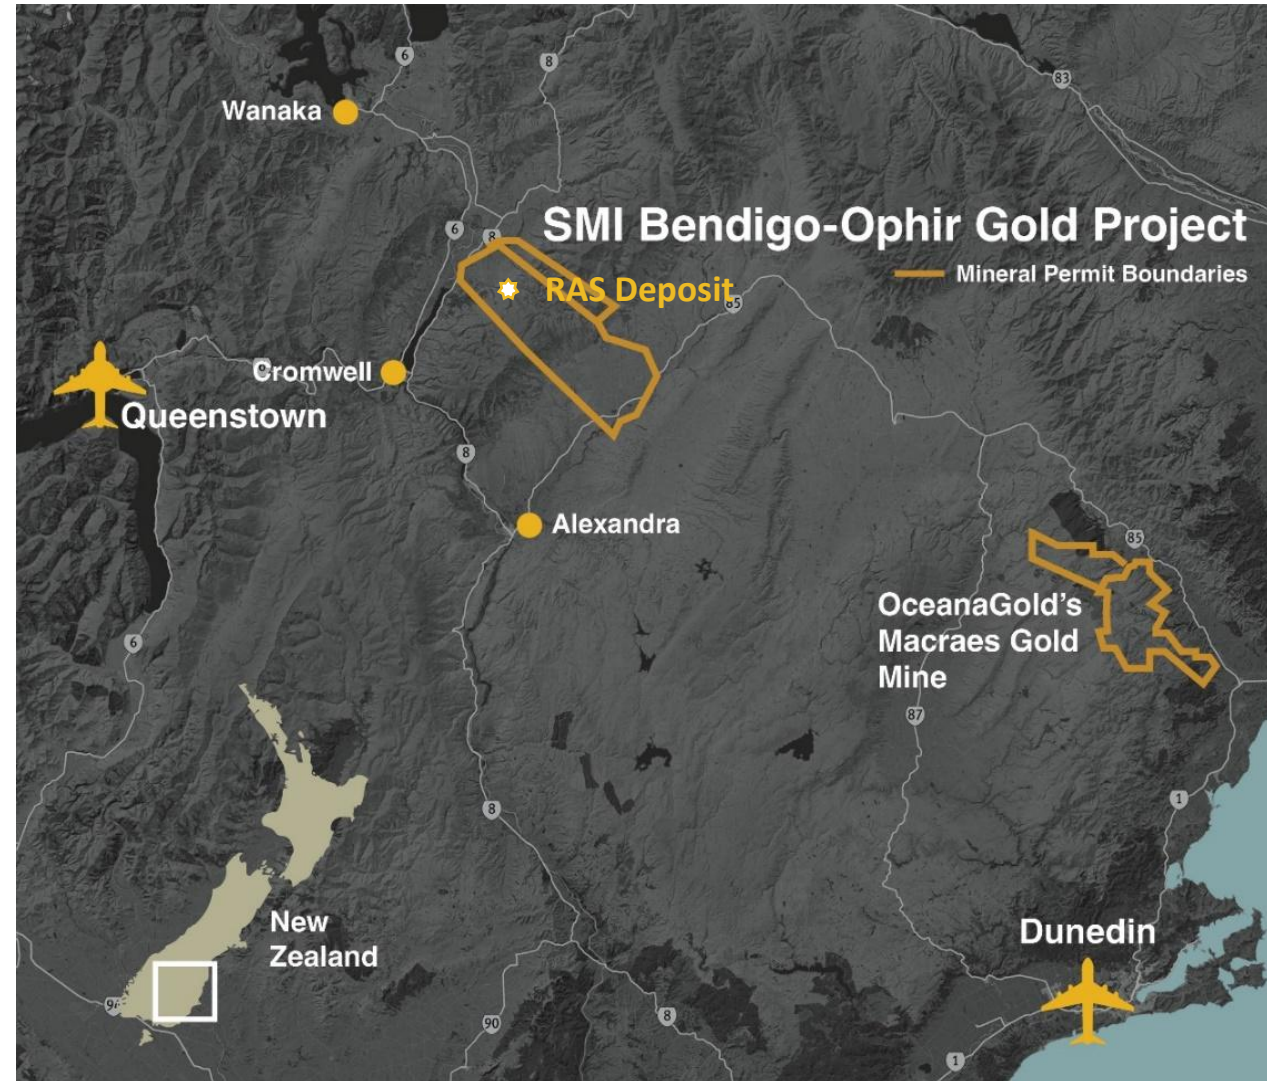 6
8
83
Wanaka
SMI Bendigo-Ophir Gold Project
6
8
Mineral Permit Boundaries
RAS Deposit
85
Cromwell
Queenstown
8
Alexandra
85
OceanaGold's
Macraes Gold
Mine
6
87
1
8
New
Zealand
Dunedin
90
8
1